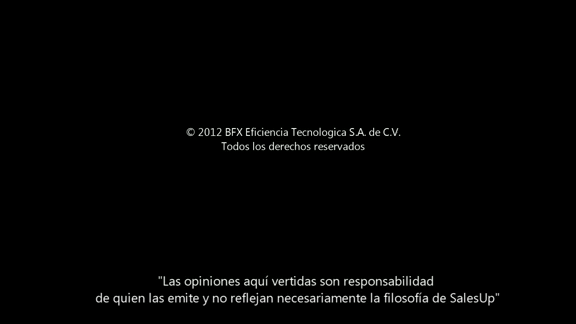 © 2012 BFX Eficiencia Tecnologica S.A. de C.V.
Todos los derechos reservados
"Las opiniones aquí vertidas son responsabilidad
de quien las emite y no reflejan necesariamente la filosofía de SalesUp"